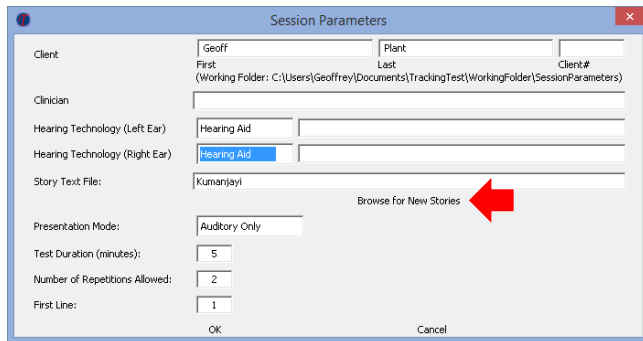 Session Parameters
Client Geoff Plant
First Last Client#
(Working Folder: C:\Users\Geoffrey\Documents\TrackingTest\WorkingFolder\SessionParameters)
Clinician
Hearing Technology (Left Ear) Hearing Aid
Hearing Technology (Right Ear) Hearing Aid
Story Text File: Kumanjayi
Browse for New Stories
Presentation Mode: Auditory Only
Test Duration (minutes): 5
Number of Repetitions Allowed: 2
First Line: 1
OK Cancel